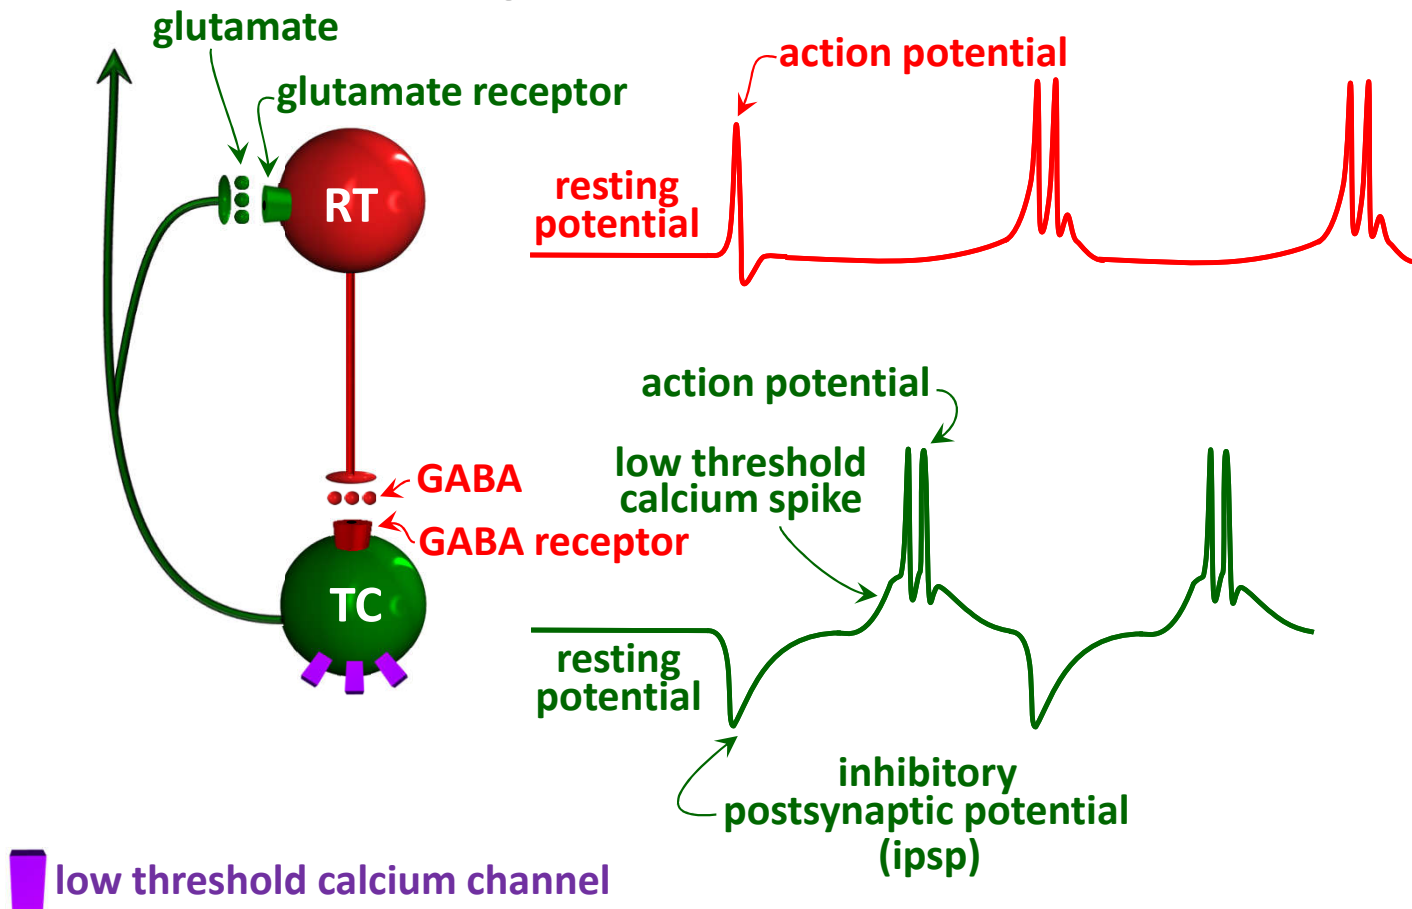 glutamate
glutamate receptor
RT
action potential
resting
potential
GABA
GABA receptor
TC
action potential
low threshold
calcium spike
resting
potential
inhibitory
postsynaptic potential
(ipsp)
low threshold calcium channel